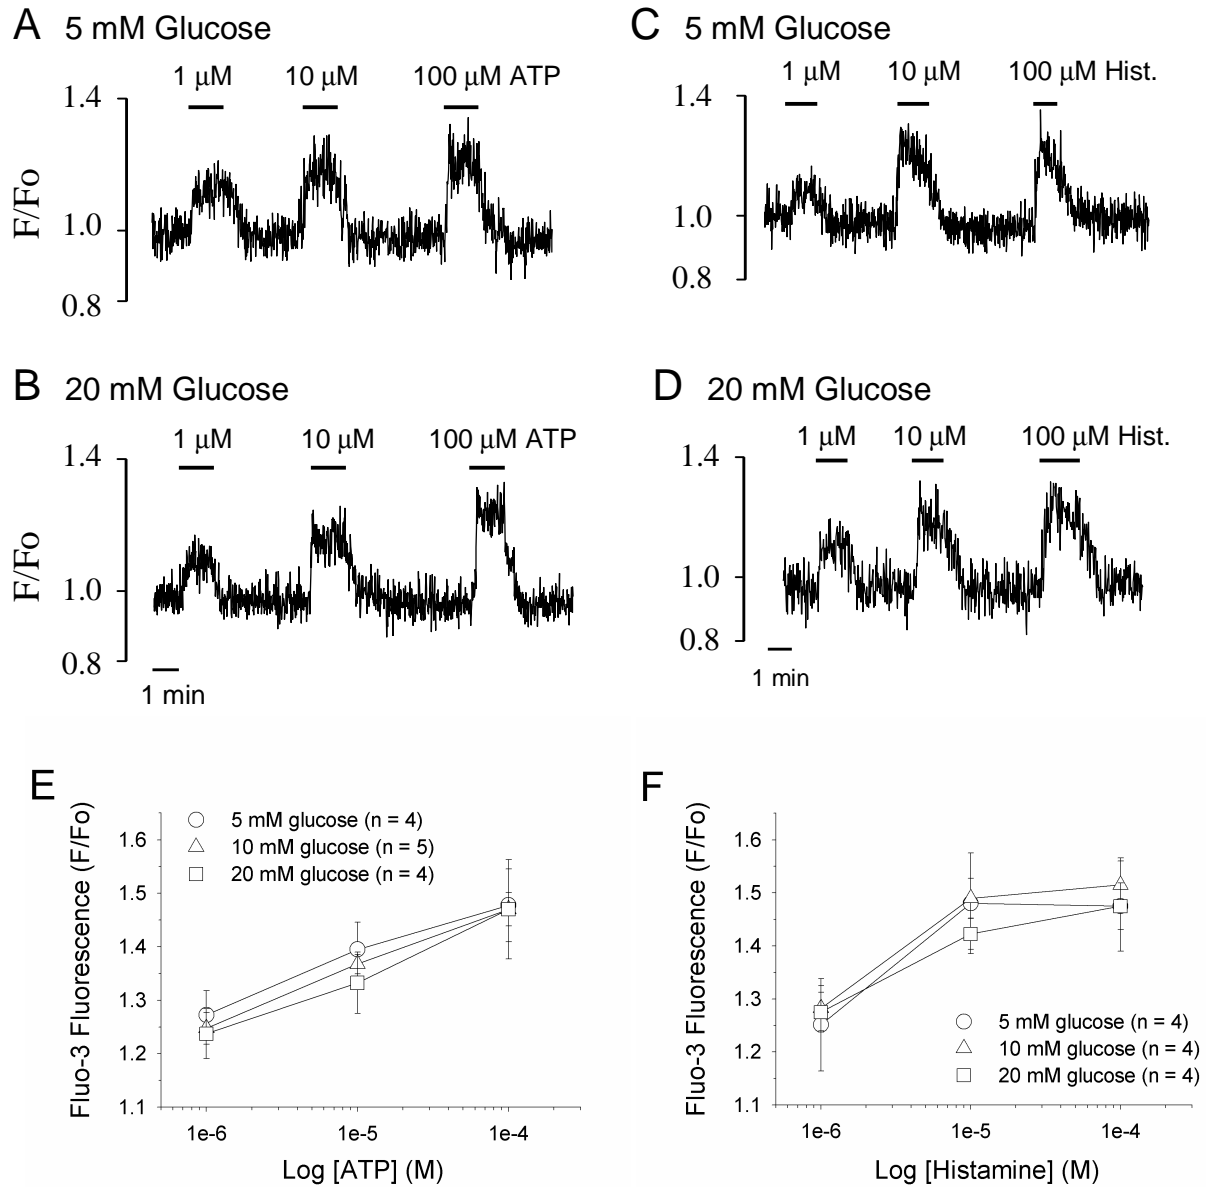 A 5 mM Glucose
1 μM 10 μM 100 μM ATP
1.4
F/Fo
1.0
0.8
C 5 mM Glucose
1 μM 10 μM 100 μM Hist.
1.4
1.0
0.8
B 20 mM Glucose
1 μM 10 μM 100 μM ATP
1.4
F/Fo
1.0
0.8
1 min
D 20 mM Glucose
1 μM 10 μM 100 μM Hist.
1.4
1.0
0.8
1 min
E
Fluo-3 Fluorescence (F/Fo)
5 mM glucose (n = 4)
10 mM glucose (n = 5)
20 mM glucose (n = 4)
1.6
1.5
1.4
1.3
1.2
1.1
1e-6 1e-5 1e-4
Log [ATP] (M)
F
Fluo-3 Fluorescence (F/Fo)
1.6
1.5
1.4
1.3
1.2
1.1
5 mM glucose (n = 4)
10 mM glucose (n = 4)
20 mM glucose (n = 4)
1e-6 1e-5 1e-4
Log [Histamine] (M)